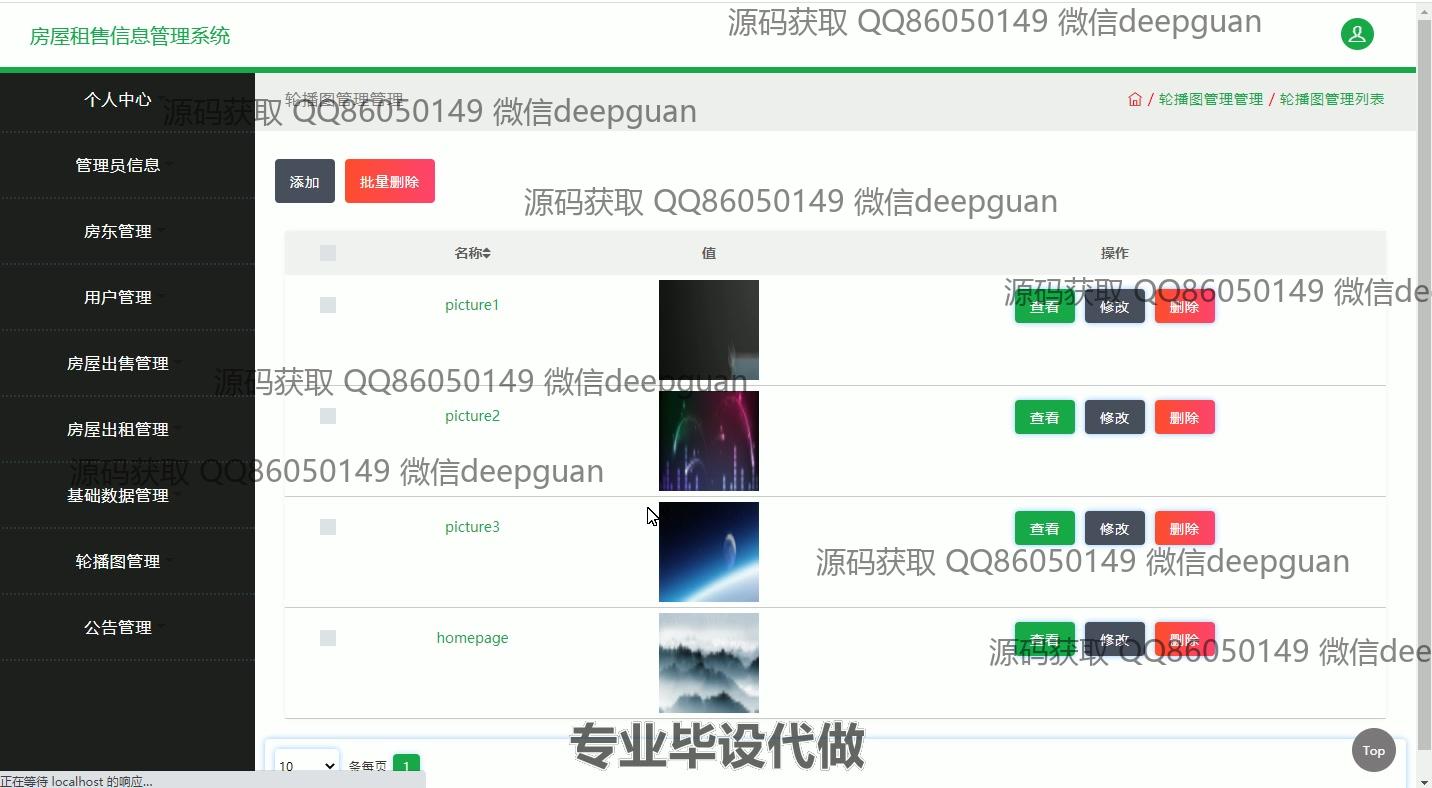 源码获取 QQ86050149 微信deepguan
房屋租售信息管理系统
个人中心
轮播图管理管理
/ 轮播图管理管理 / 轮播图管理列表
源码获取 QQ86050149 微信deepguan
管理员信息
添加 批量删除
源码获取 QQ86050149 微信deepguan
房东管理
名称 值 操作
用户管理
picture1 查看 修改 删除
源码获取 QQ86050149 微信dee
房屋出售管理
源码获取 QQ86050149 微信deepguan
picture2 查看 修改 删除
房屋出租管理
源码获取 QQ86050149 微信deepguan
基础数据管理
picture3 查看 修改 删除
轮播图管理
源码获取 QQ86050149 微信deepguan
公告管理
homepage 查看 修改 删除
源码获取 QQ86050149 微信dee
专业毕设代做
Top
10 条每页 1
正在等待 localhost 的响应...